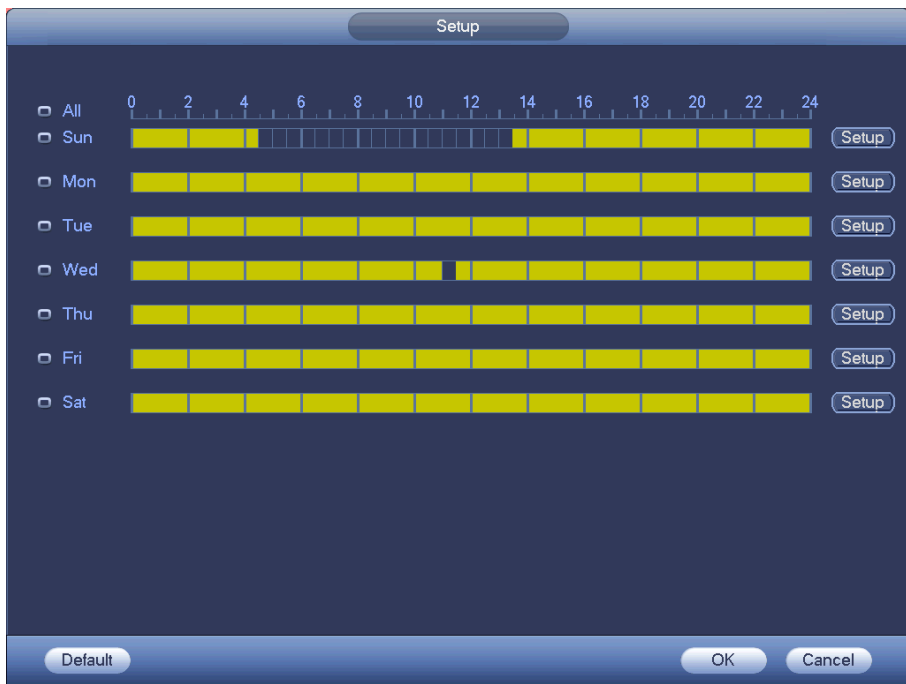 Setup
0 2 4 6 8 10 12 14 16 18 20 22 24
All
Sun Setup
Mon Setup
Tue Setup
Wed Setup
Thu Setup
Fri Setup
Sat Setup
Default OK Cancel